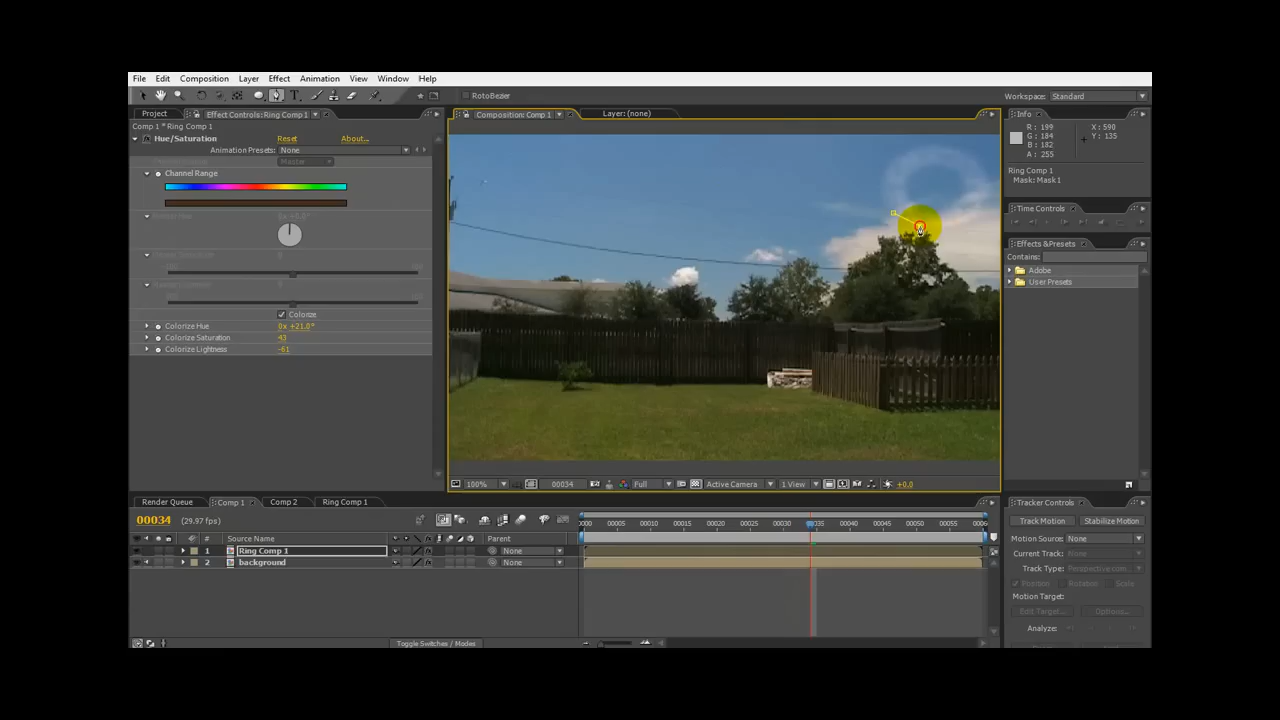 File Edit Composition Layer Effect Animation View Window Help
RotoBezier
Workspace: Standard
Project Effect Controls: Ring Comp 1
Comp 1 * Ring Comp 1
Hue/Saturation Reset About...
Animation Presets: None
Master
Channel Range
Colorize
Colorize Hue 0x +21.0°
Colorize Saturation 43
Colorize Lightness -61
Composition: Comp 1
Layer: (none)
100% 00034 Full Active Camera 1 View +0.0
Info
R: 199 X: 590
G: 184 Y: 135
B: 182
A: 255
Ring Comp 1
Mask: Mask 1
Time Controls
Effects & Presets
Contains:
Adobe
User Presets
Render Queue Comp 1 Comp 2 Ring Comp 1
00034 (29.97 fps)
# Source Name Parent
1 Ring Comp 1 None
2 background None
0000 00005 00010 00015 00020 00025 0003 0035 00040 00045 00050 00055 0006
Toggle Switches / Modes
Tracker Controls
Track Motion Stabilize Motion
Motion Source: None
Current Track: None
Track Type: Perspective corn...
Position Rotation Scale
Motion Target:
Edit Target... Options...
Analyze: